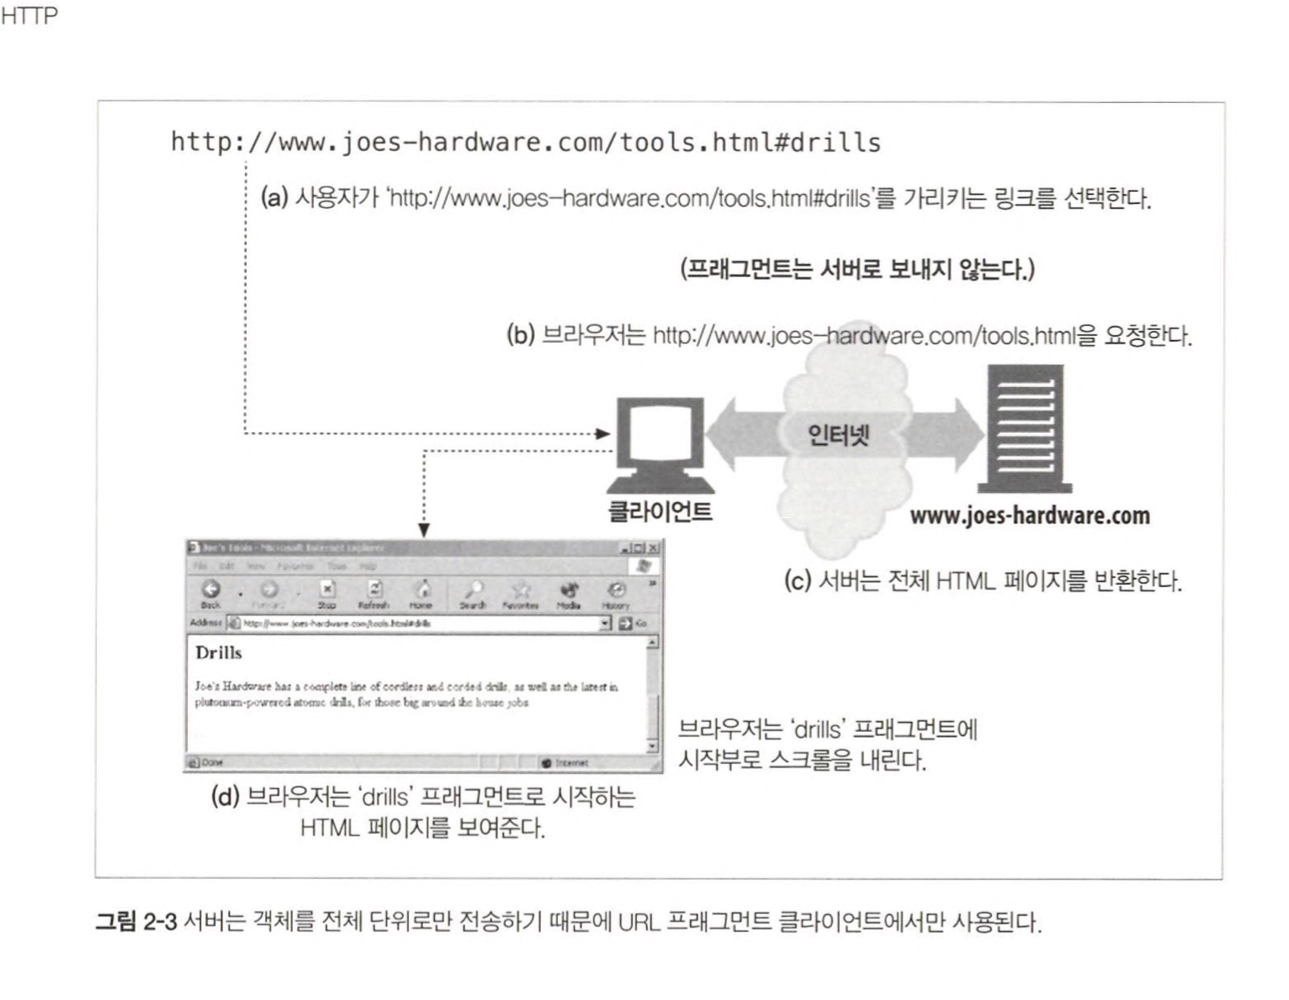 HTTP
http://www.joes-hardware.com/tools.html#drills
(a) 사용자가 ‘http://www.joes-hardware.com/tools.html#drills’를 가리키는 링크를 선택한다.
(프래그먼트는 서버로 보내지 않는다.)
(b) 브라우저는 http://www.joes-hardware.com/tools.html을 요청한다.
인터넷
클라이언트
www.joes-hardware.com
(c) 서버는 전체 HTML 페이지를 반환한다.
Joe's Tools - Microsoft Internet Explorer
File Edit View Favorites Tools Help
Back Forward Stop Refresh Home Search Favorites Media History
Address http://www.joes-hardware.com/tools.html#drills Go
Drills
Joe's Hardware has a complete line of cordless and corded drills, as well as the latest in
plutonium-powered atomic drills, for those big around the house jobs
Done Internet
브라우저는 ‘drills’ 프래그먼트에
시작부로 스크롤을 내린다.
(d) 브라우저는 ‘drills’ 프래그먼트로 시작하는
HTML 페이지를 보여준다.
그림 2-3 서버는 객체를 전체 단위로만 전송하기 때문에 URL 프래그먼트 클라이언트에서만 사용된다.